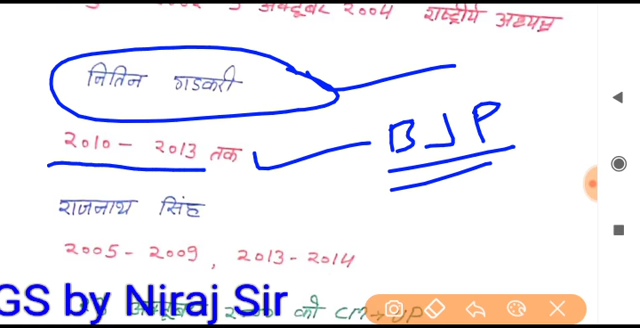 अक्टूबर 2004 राष्ट्रीय अध्यक्ष
नितिन गडकरी
BJP
2010 - 2013 तक
राजनाथ सिंह
2005 - 2009, 2013 - 2014
GS by Niraj Sir
को CM → UP